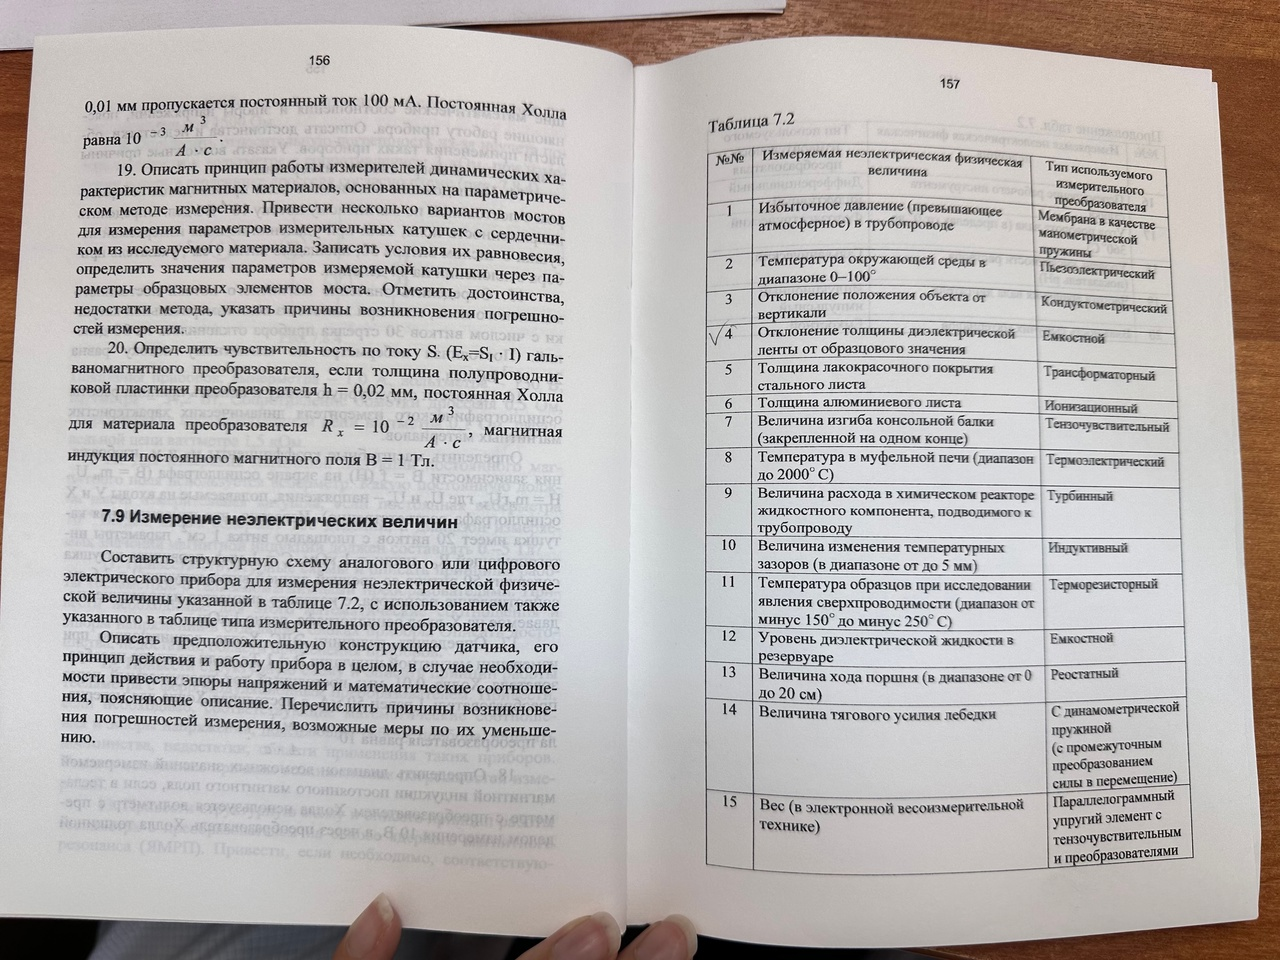 156
0,01 мм пропускается постоянный ток 100 мА. Постоянная Холла
равна 10 ⁻³ м³ / А · с.
19. Описать принцип работы измерителей динамических ха-
рактеристик магнитных материалов, основанных на параметриче-
ском методе измерения. Привести несколько вариантов мостов
для измерения параметров измерительных катушек с сердечни-
ком из исследуемого материала. Записать условия их равновесия,
определить значения параметров измеряемой катушки через па-
раметры образцовых элементов моста. Отметить достоинства,
недостатки метода, указать причины возникновения погрешно-
стей измерения.
20. Определить чувствительность по току S. (Eₓ=S_I · I) галь-
ваномагнитного преобразователя, если толщина полупроводни-
ковой пластинки преобразователя h = 0,02 мм, постоянная Холла
для материала преобразователя R ₓ = 10 ⁻² м³ / А · с, магнитная
индукция постоянного магнитного поля B = 1 Тл.
7.9 Измерение неэлектрических величин
Составить структурную схему аналогового или цифрового
электрического прибора для измерения неэлектрической физиче-
ской величины указанной в таблице 7.2, с использованием также
указанного в таблице типа измерительного преобразователя.
Описать предположительную конструкцию датчика, его
принцип действия и работу прибора в целом, в случае необходи-
мости привести эпюры напряжений и математические соотноше-
ния, поясняющие описание. Перечислить причины возникнове-
ния погрешностей измерения, возможные меры по их уменьше-
нию.
157
Таблица 7.2
№№ Измеряемая неэлектрическая физическая
величина
Тип используемого
измерительного
преобразователя
1 Избыточное давление (превышающее
атмосферное) в трубопроводе
Мембрана в качестве
манометрической
пружины
2 Температура окружающей среды в
диапазоне 0–100°
Пьезоэлектрический
3 Отклонение положения объекта от
вертикали
Кондуктометрический
√4 Отклонение толщины диэлектрической
ленты от образцового значения
Емкостной
5 Толщина лакокрасочного покрытия
стального листа
Трансформаторный
6 Толщина алюминиевого листа
Ионизационный
7 Величина изгиба консольной балки
(закрепленной на одном конце)
Тензочувствительный
8 Температура в муфельной печи (диапазон
до 2000° С)
Термоэлектрический
9 Величина расхода в химическом реакторе
жидкостного компонента, подводимого к
трубопроводу
Турбинный
10 Величина изменения температурных
зазоров (в диапазоне от до 5 мм)
Индуктивный
11 Температура образцов при исследовании
явления сверхпроводимости (диапазон от
минус 150° до минус 250° С)
Терморезисторный
12 Уровень диэлектрической жидкости в
резервуаре
Емкостной
13 Величина хода поршня (в диапазоне от 0
до 20 см)
Реостатный
14 Величина тягового усилия лебедки
С динамометрической
пружиной
(с промежуточным
преобразованием
силы в перемещение)
15 Вес (в электронной весоизмерительной
технике)
Параллелограммный
упругий элемент с
тензочувствительным
и преобразователями